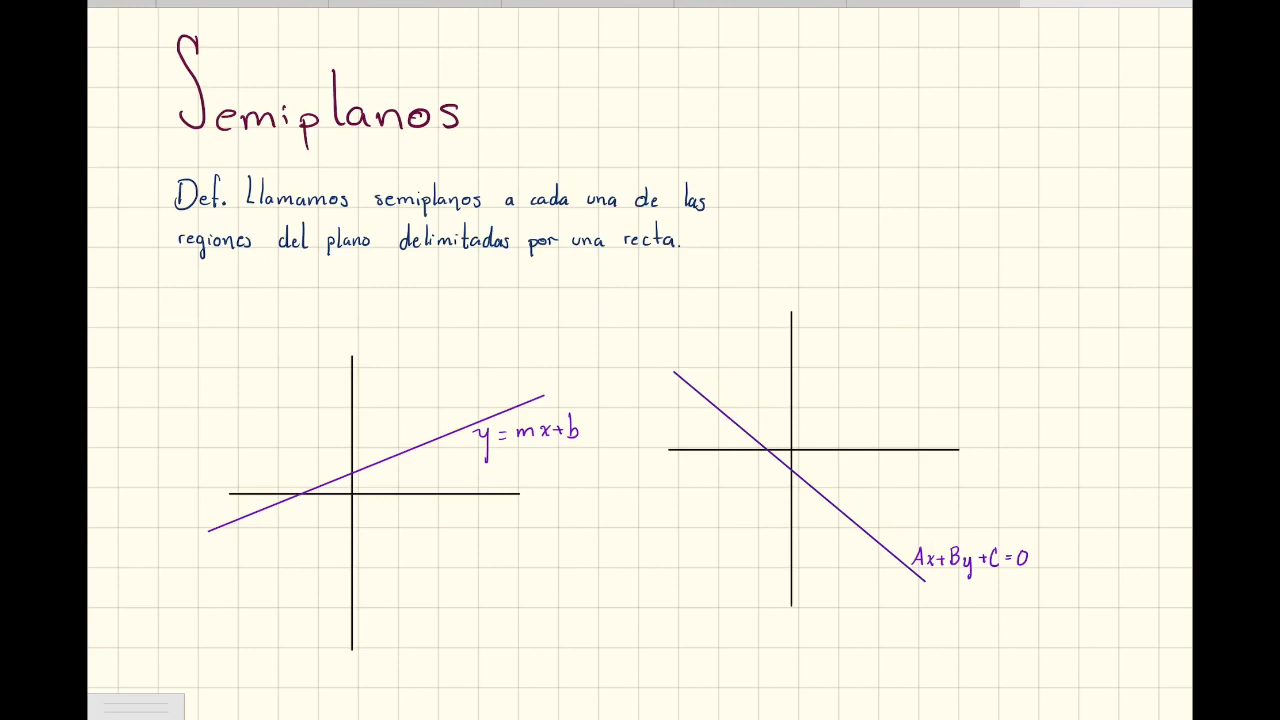 Semiplanos
Def. Llamamos semiplanos a cada una de las
regiones del plano delimitadas por una recta.
y = mx+b
Ax+By+C=0